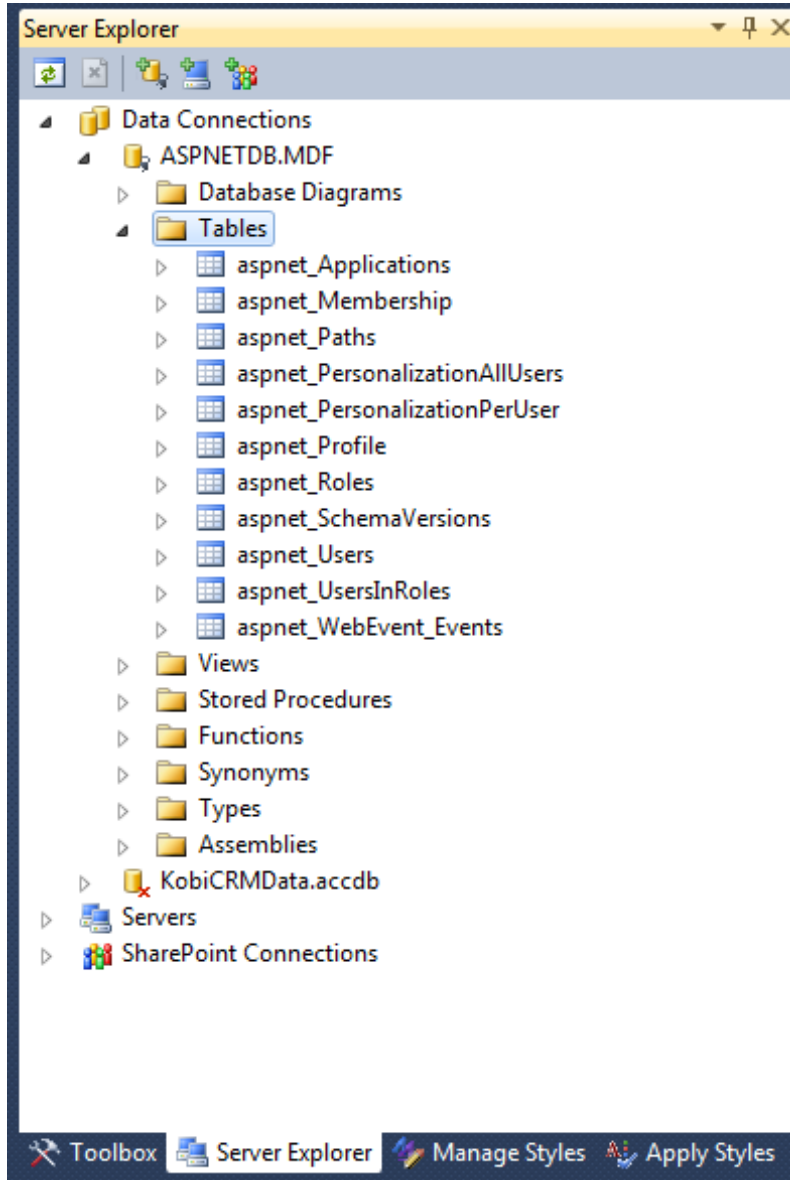 Server Explorer
Data Connections
ASPNETDB.MDF
Database Diagrams
Tables
aspnet_Applications
aspnet_Membership
aspnet_Paths
aspnet_PersonalizationAllUsers
aspnet_PersonalizationPerUser
aspnet_Profile
aspnet_Roles
aspnet_SchemaVersions
aspnet_Users
aspnet_UsersInRoles
aspnet_WebEvent_Events
Views
Stored Procedures
Functions
Synonyms
Types
Assemblies
KobiCRMData.accdb
Servers
SharePoint Connections
Toolbox Server Explorer Manage Styles Apply Styles